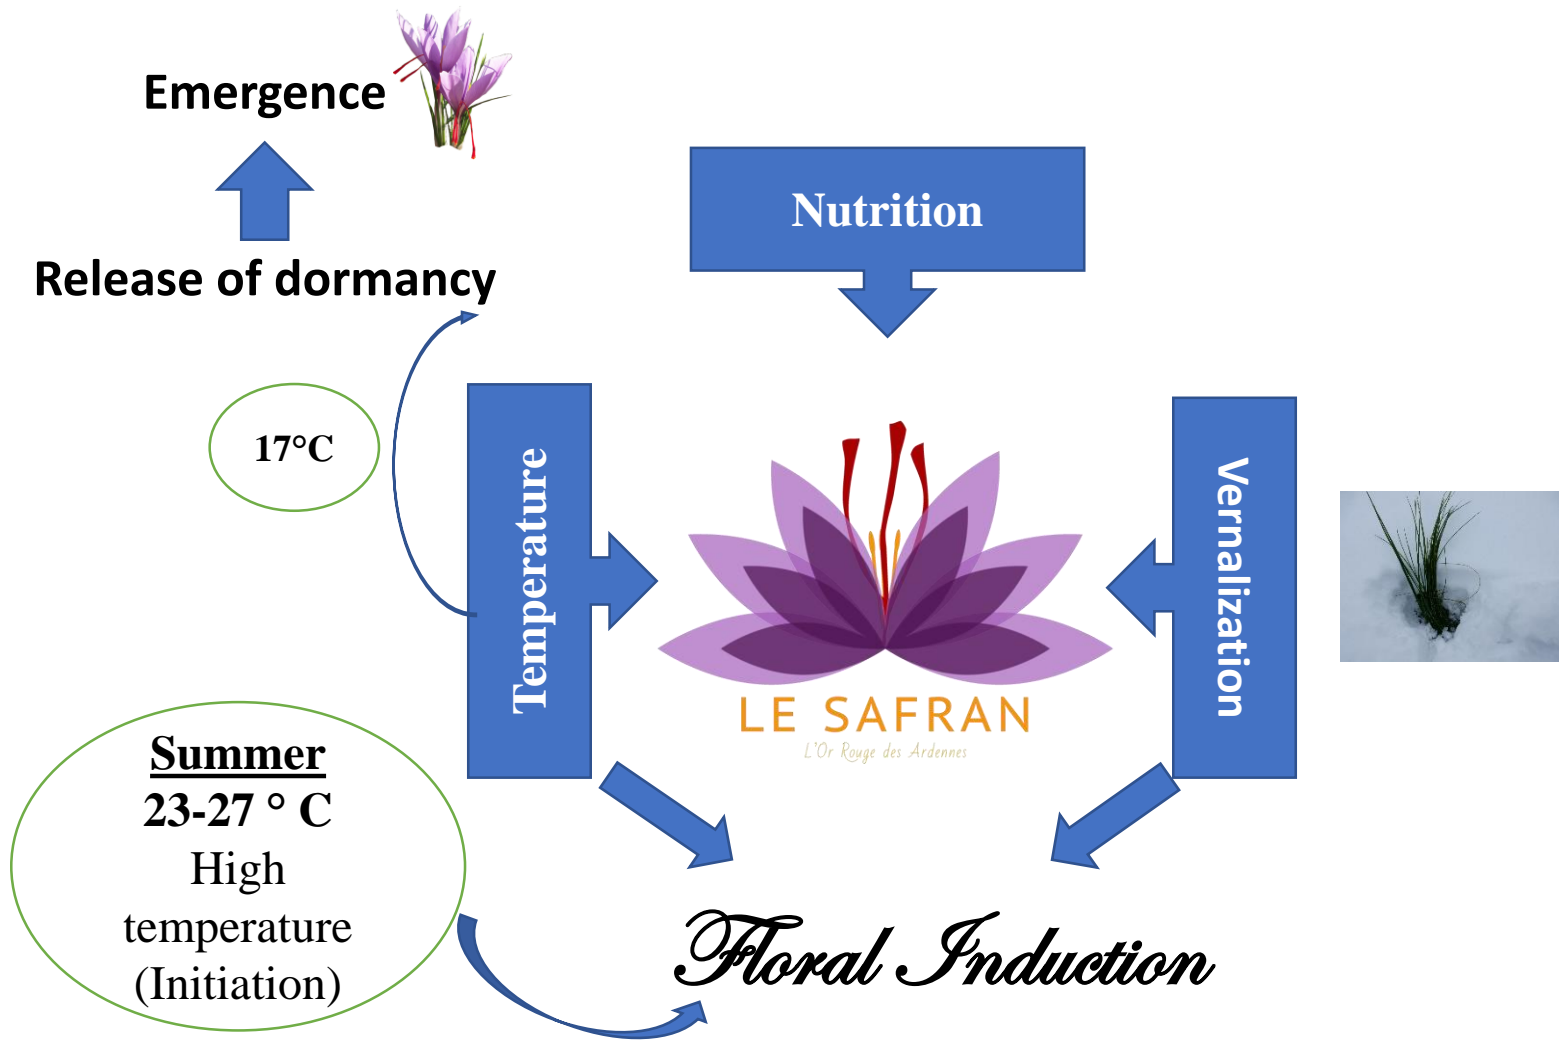 Emergence
Release of dormancy
Nutrition
17°C
Temperature
Vernalization
LE SAFRAN
L'Or Rouge des Ardennes
Summer
23-27 ° C
High
temperature
(Initiation)
Floral Induction